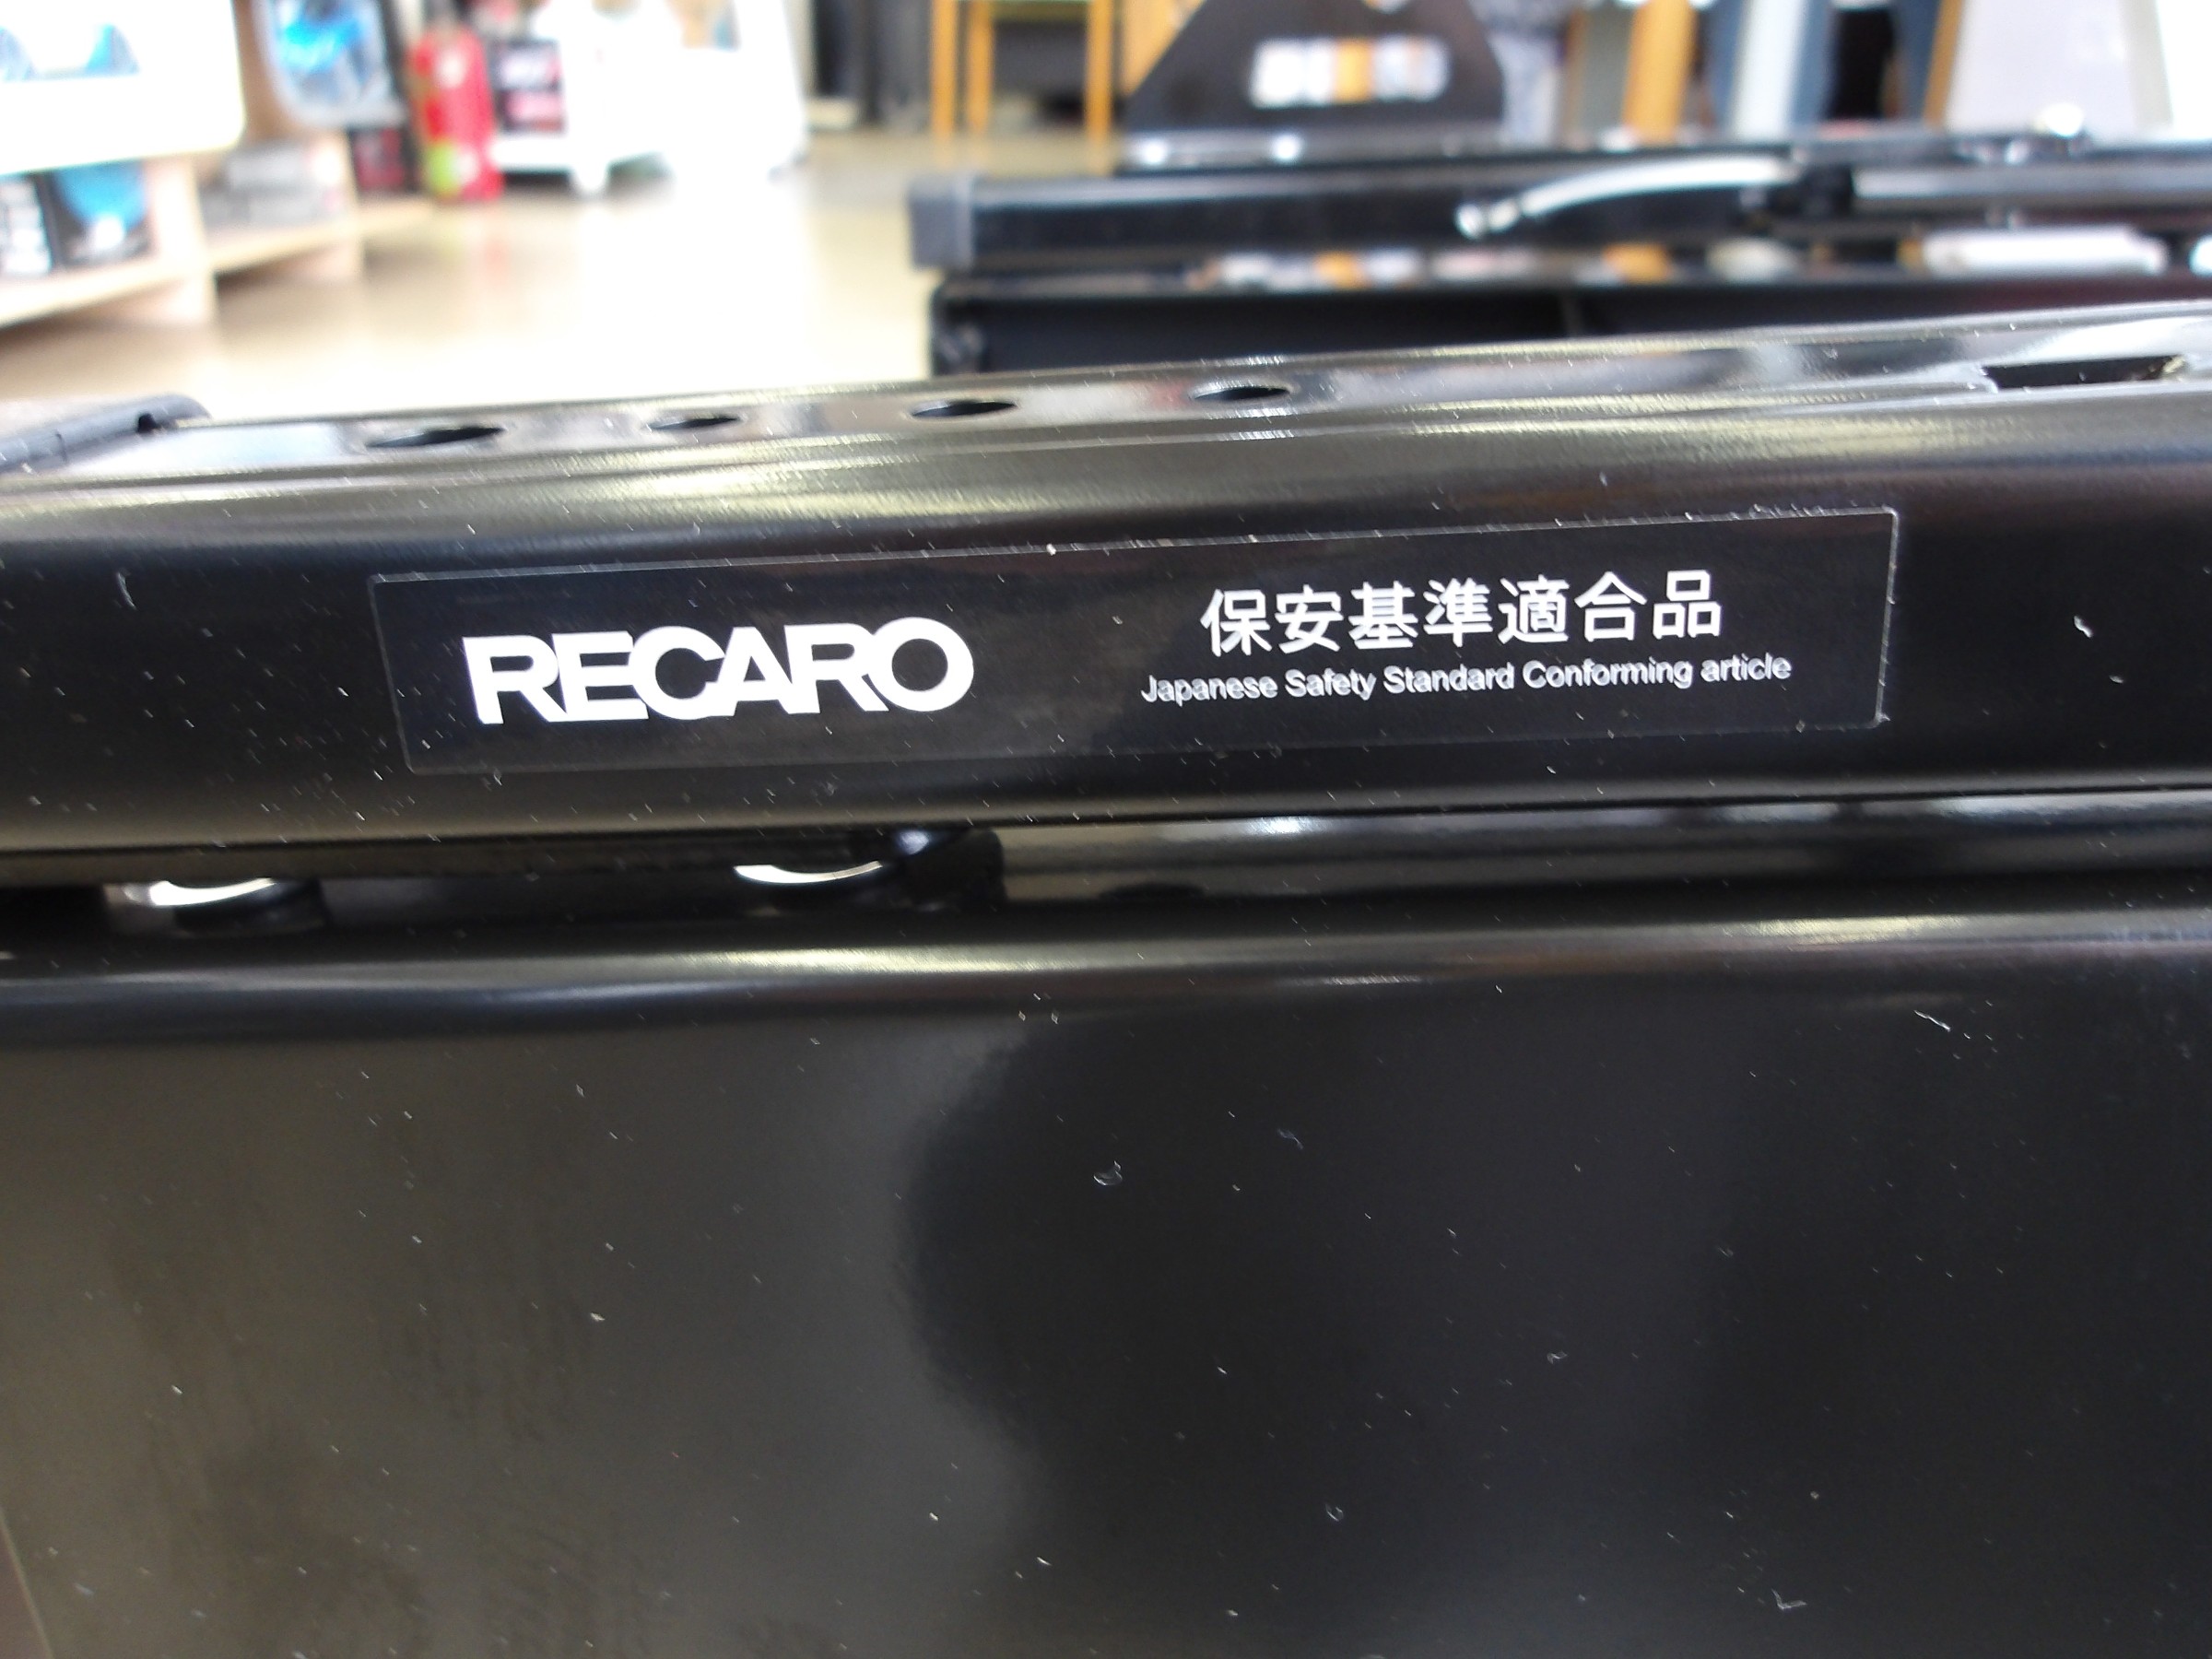 RECARO
保安基準適合品
Japanese Safety Standard Conforming article